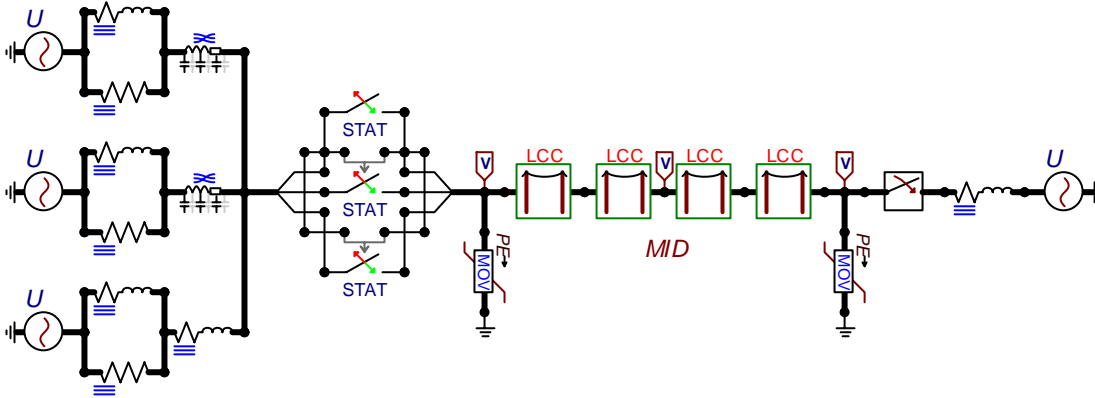 U
STAT
LCC LCC LCC LCC
V V V
U
U
STAT
PE MOV
MID
PE MOV
STAT
U